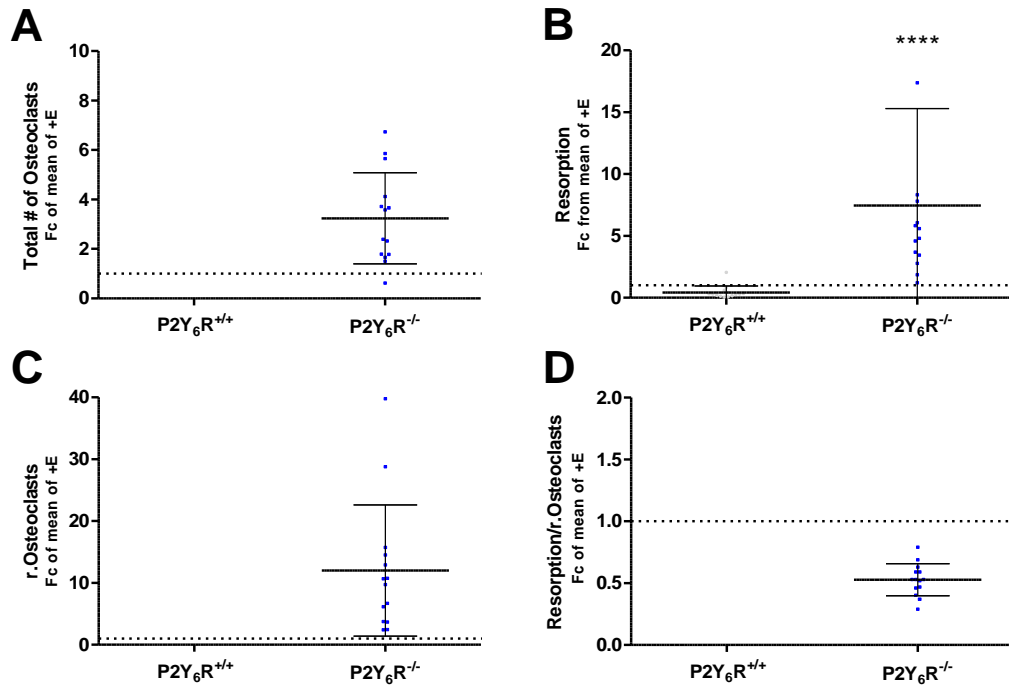 A
10
8
6
4
2
0
Total # of Osteoclasts
Fc of mean of +E
P2Y₆R⁺/⁺
P2Y₆R⁻/⁻
B
****
20
15
10
5
0
Resorption
Fc from mean of +E
P2Y₆R⁺/⁺
P2Y₆R⁻/⁻
C
40
30
20
10
0
r.Osteoclasts
Fc of mean of +E
P2Y₆R⁺/⁺
P2Y₆R⁻/⁻
D
2.0
1.5
1.0
0.5
0.0
Resorption/r.Osteoclasts
Fc of mean of +E
P2Y₆R⁺/⁺
P2Y₆R⁻/⁻